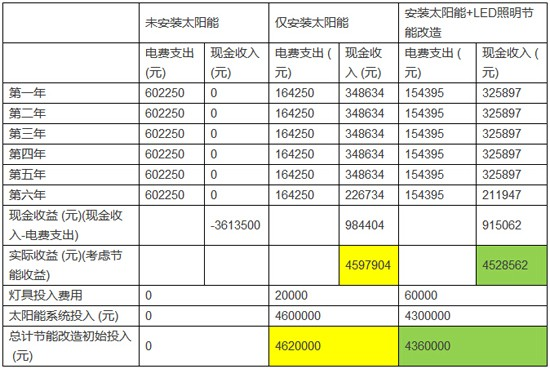 未安装太阳能 仅安装太阳能 安装太阳能+LED照明节
能改造
电费支出 现金收入 电费支出 ( 现金收 电费支出 ( 现金收入 (
(元) (元) 元) 入 (元) 元) 元)
第一年 602250 0 164250 348634 154395 325897
第二年 602250 0 164250 348634 154395 325897
第三年 602250 0 164250 348634 154395 325897
第四年 602250 0 164250 348634 154395 325897
第五年 602250 0 164250 348634 154395 325897
第六年 602250 0 164250 226734 154395 211947
现金收益 (元)(现金收
入-电费支出) -3613500 984404 915062
实际收益 (元)(考虑节
能收益) 4597904 4528562
灯具投入费用 0 20000 60000
太阳能系统投入 (元) 0 4600000 4300000
总计节能改造初始投入
(元) 0 4620000 4360000